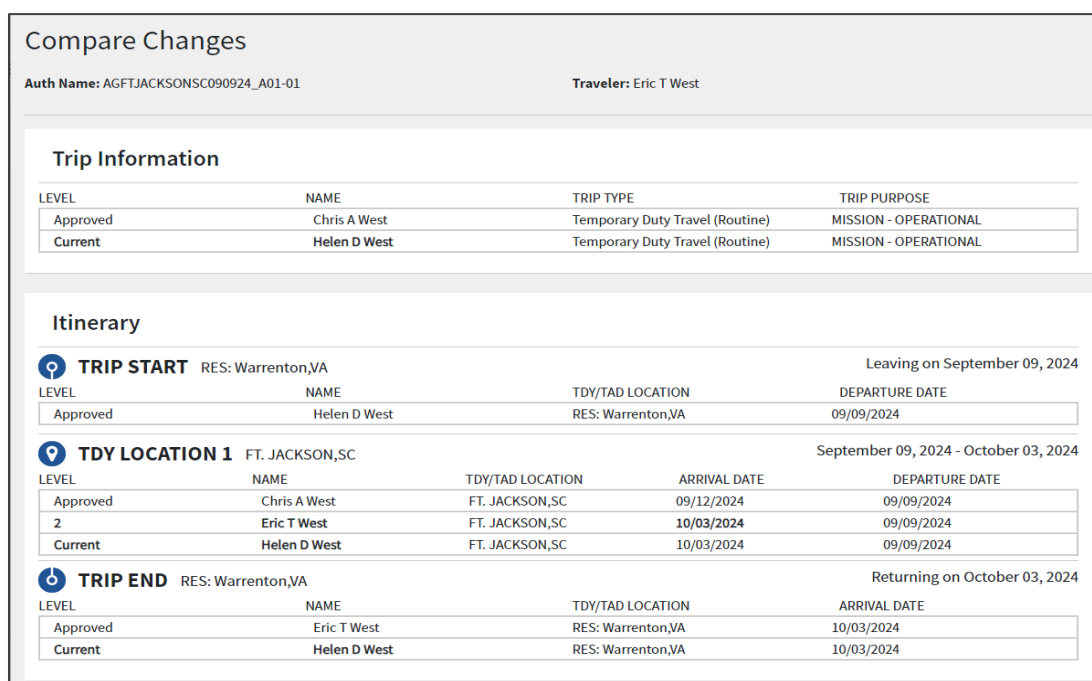 Compare Changes
Auth Name: AGFTJACKSONSC090924_A01-01 Traveler: Eric T West
Trip Information
LEVEL NAME TRIP TYPE TRIP PURPOSE
Approved Chris A West Temporary Duty Travel (Routine) MISSION - OPERATIONAL
Current Helen D West Temporary Duty Travel (Routine) MISSION - OPERATIONAL
Itinerary
TRIP START RES: Warrenton,VA Leaving on September 09, 2024
LEVEL NAME TDY/TAD LOCATION DEPARTURE DATE
Approved Helen D West RES: Warrenton,VA 09/09/2024
TDY LOCATION 1 FT. JACKSON,SC September 09, 2024 - October 03, 2024
LEVEL NAME TDY/TAD LOCATION ARRIVAL DATE DEPARTURE DATE
Approved Chris A West FT. JACKSON,SC 09/12/2024 09/09/2024
2 Eric T West FT. JACKSON,SC 10/03/2024 09/09/2024
Current Helen D West FT. JACKSON,SC 10/03/2024 09/09/2024
TRIP END RES: Warrenton,VA Returning on October 03, 2024
LEVEL NAME TDY/TAD LOCATION ARRIVAL DATE
Approved Eric T West RES: Warrenton,VA 10/03/2024
Current Helen D West RES: Warrenton,VA 10/03/2024